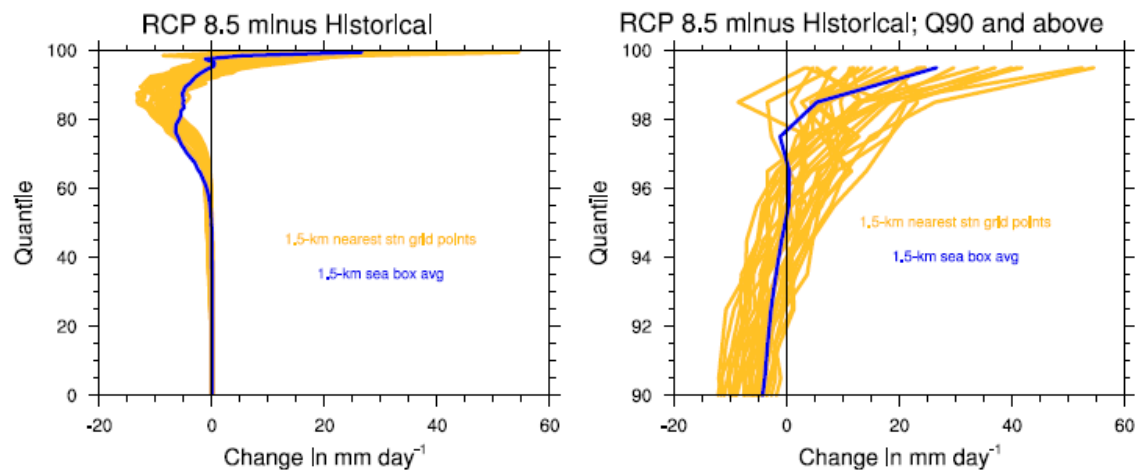 RCP 8.5 minus Historical
100
80
60
40
20
0
Quantile
1.5-km nearest stn grid points
1.5-km sea box avg
-20 0 20 40 60
Change in mm day⁻¹
RCP 8.5 minus Historical; Q90 and above
100
98
96
94
92
90
Quantile
1.5-km nearest stn grid points
1.5-km sea box avg
-20 0 20 40 60
Change in mm day⁻¹